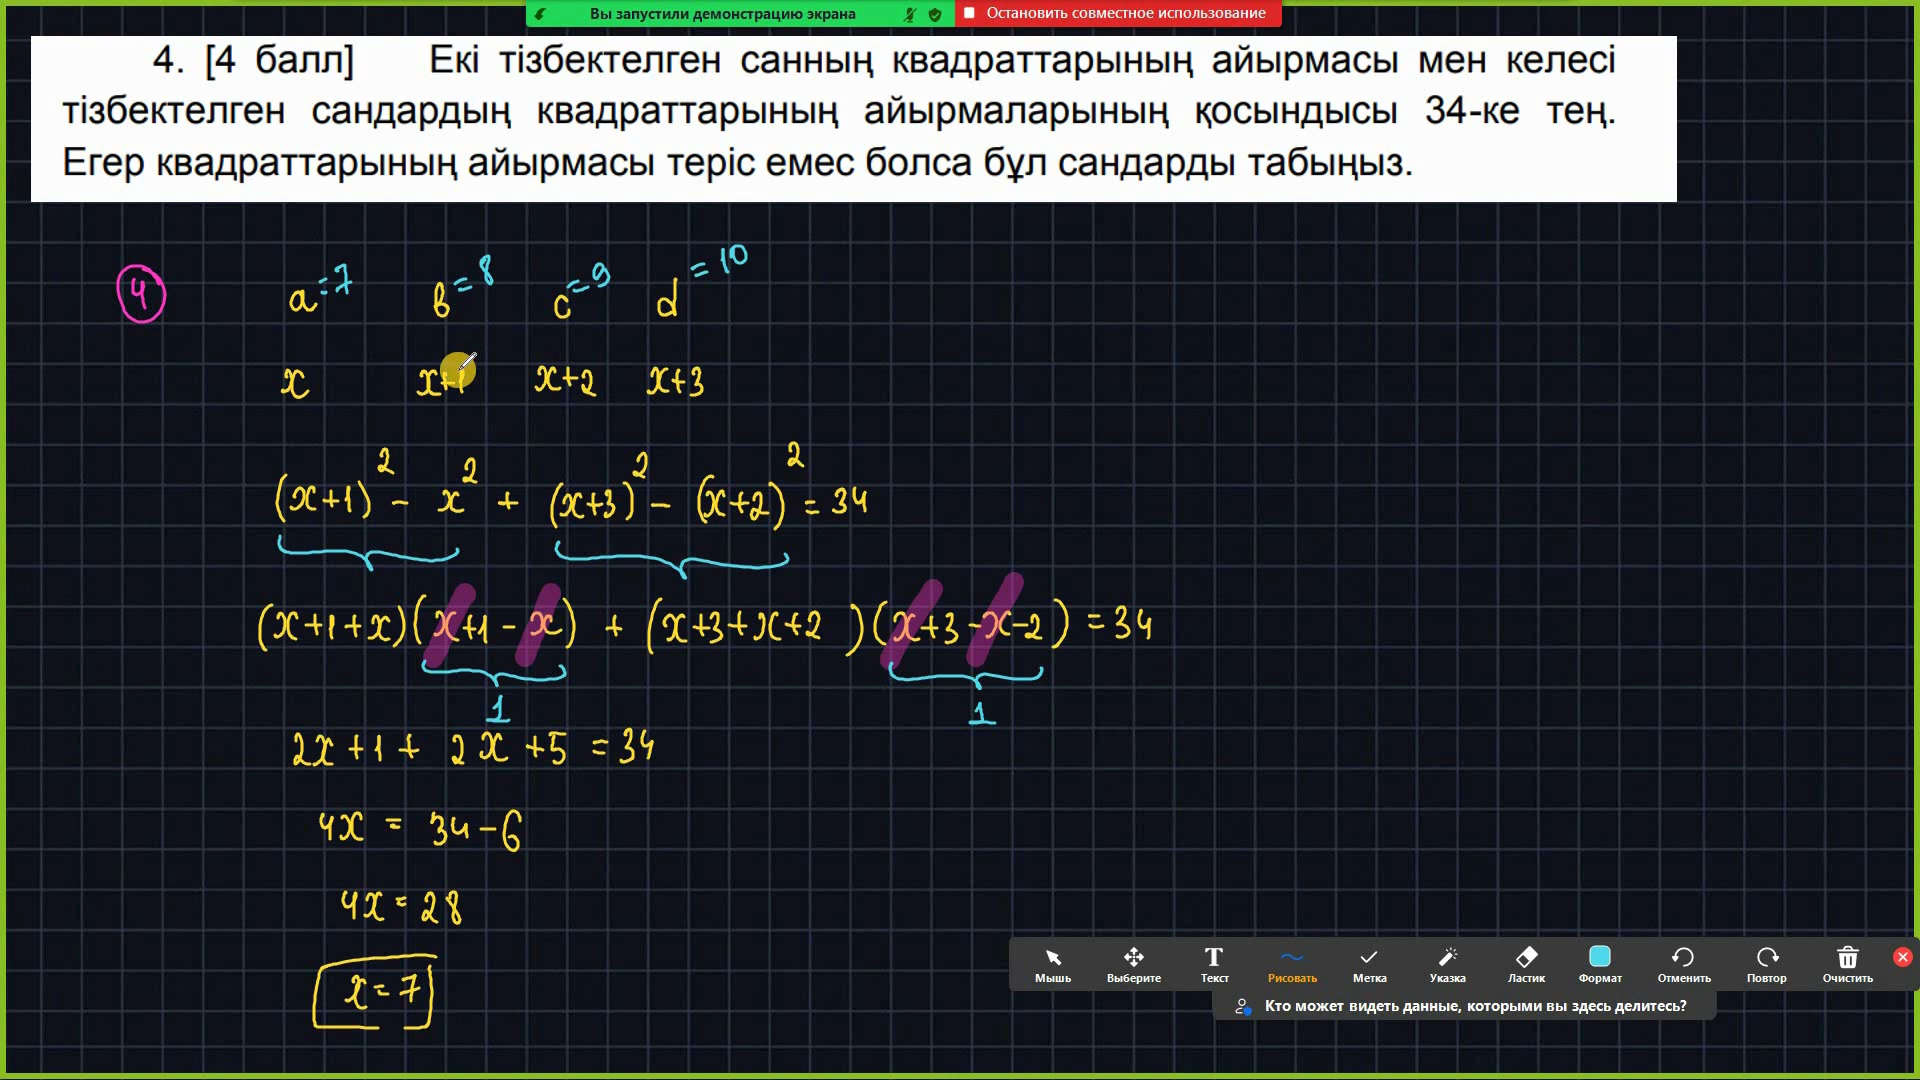 Вы запустили демонстрацию экрана Остановить совместное использование
4. [4 балл] Екі тізбектелген санның квадраттарының айырмасы мен келесі
тізбектелген сандардың квадраттарының айырмаларының қосындысы 34-ке тең.
Егер квадраттарының айырмасы теріс емес болса бұл сандарды табыңыз.
4 a=7 в=8 c=9 d=10
x x+1 x+2 x+3
(x+1)² - x² + (x+3)² - (x+2)² = 34
(x+1+x)(x+1-x) + (x+3+x+2)(x+3-x-2) = 34
1 1
2x+1+ 2x+5 = 34
4x = 34-6
4x = 28
x=7
Мышь Выберите Текст Рисовать Метка Указка Ластик Формат Отменить Повтор Очистить
Кто может видеть данные, которыми вы здесь делитесь?